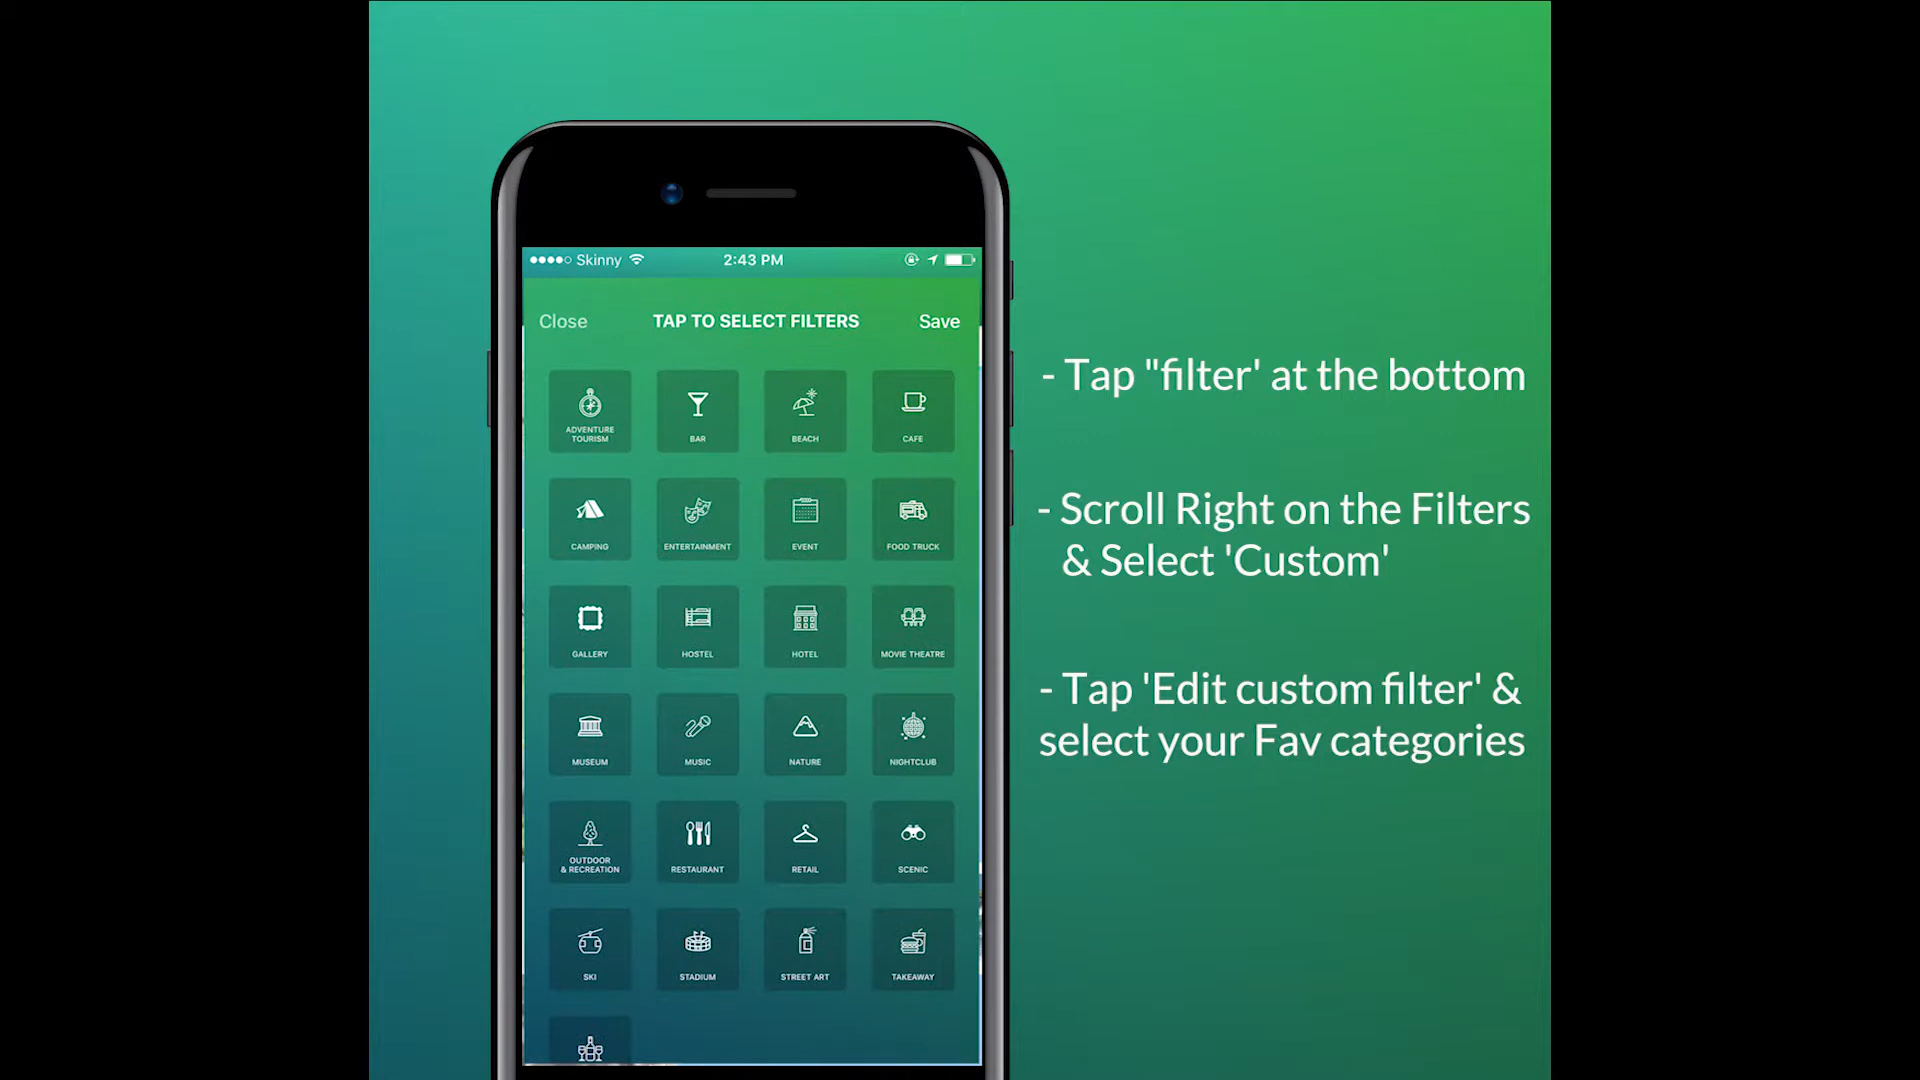 Skinny 2:43 PM
Close TAP TO SELECT FILTERS Save
ADVENTURE
TOURISM
BAR
BEACH
CAFE
CAMPING
ENTERTAINMENT
EVENT
FOOD TRUCK
GALLERY
HOSTEL
HOTEL
MOVIE THEATRE
MUSEUM
MUSIC
NATURE
NIGHTCLUB
OUTDOOR
& RECREATION
RESTAURANT
RETAIL
SCENIC
SKI
STADIUM
STREET ART
TAKEAWAY
- Tap "filter' at the bottom
- Scroll Right on the Filters
& Select 'Custom'
- Tap 'Edit custom filter' &
select your Fav categories